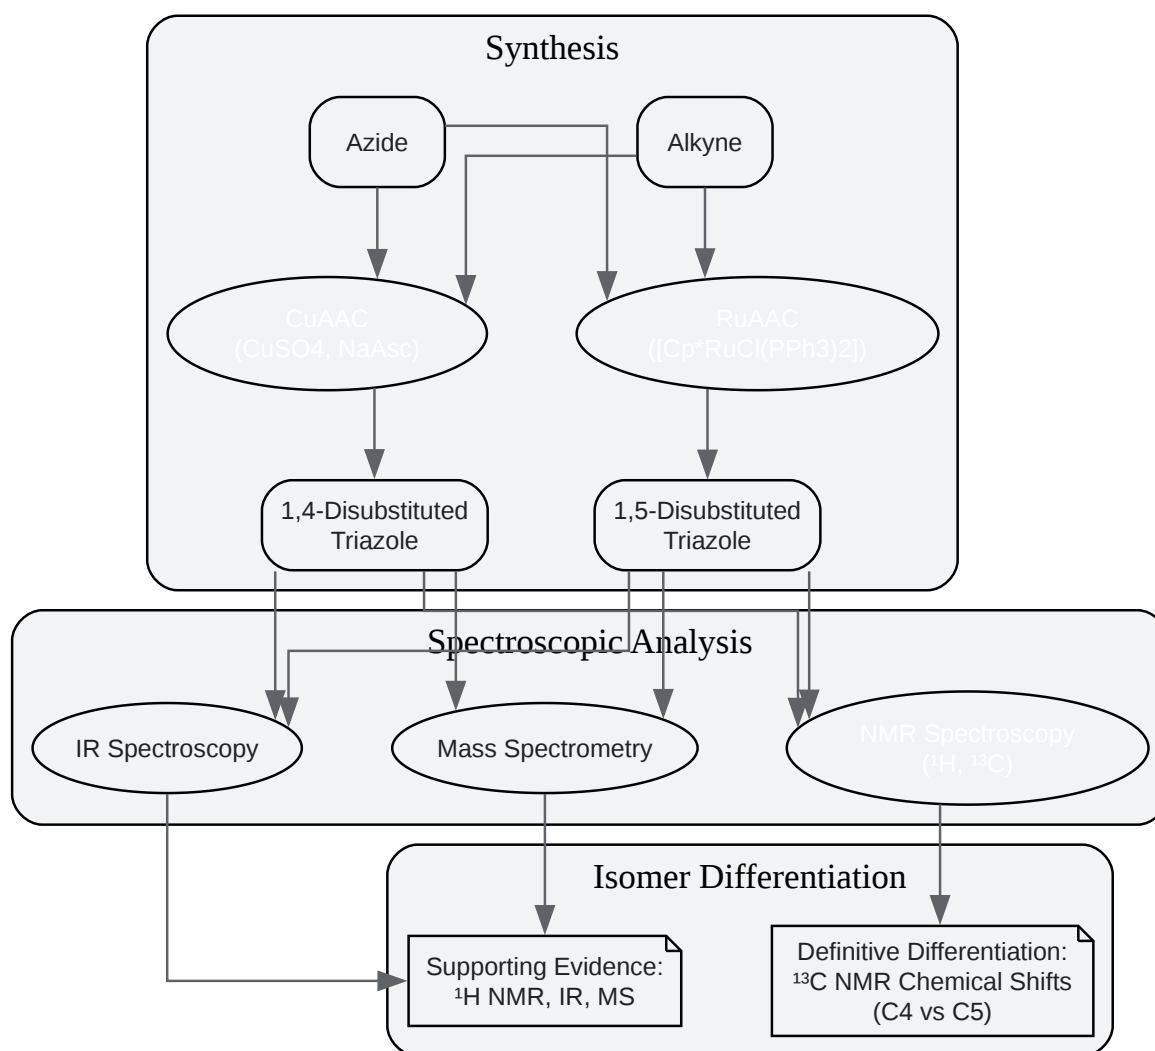 Synthesis
Azide
Alkyne
CuAAC
(CuSO4, NaAsc)
RuAAC
([Cp*RuCl(PPh3)2])
1,4-Disubstituted
Triazole
1,5-Disubstituted
Triazole
Spectroscopic Analysis
IR Spectroscopy
Mass Spectrometry
NMR Spectroscopy
(¹H, ¹³C)
Isomer Differentiation
Supporting Evidence:
¹H NMR, IR, MS
Definitive Differentiation:
¹³C NMR Chemical Shifts
(C4 vs C5)